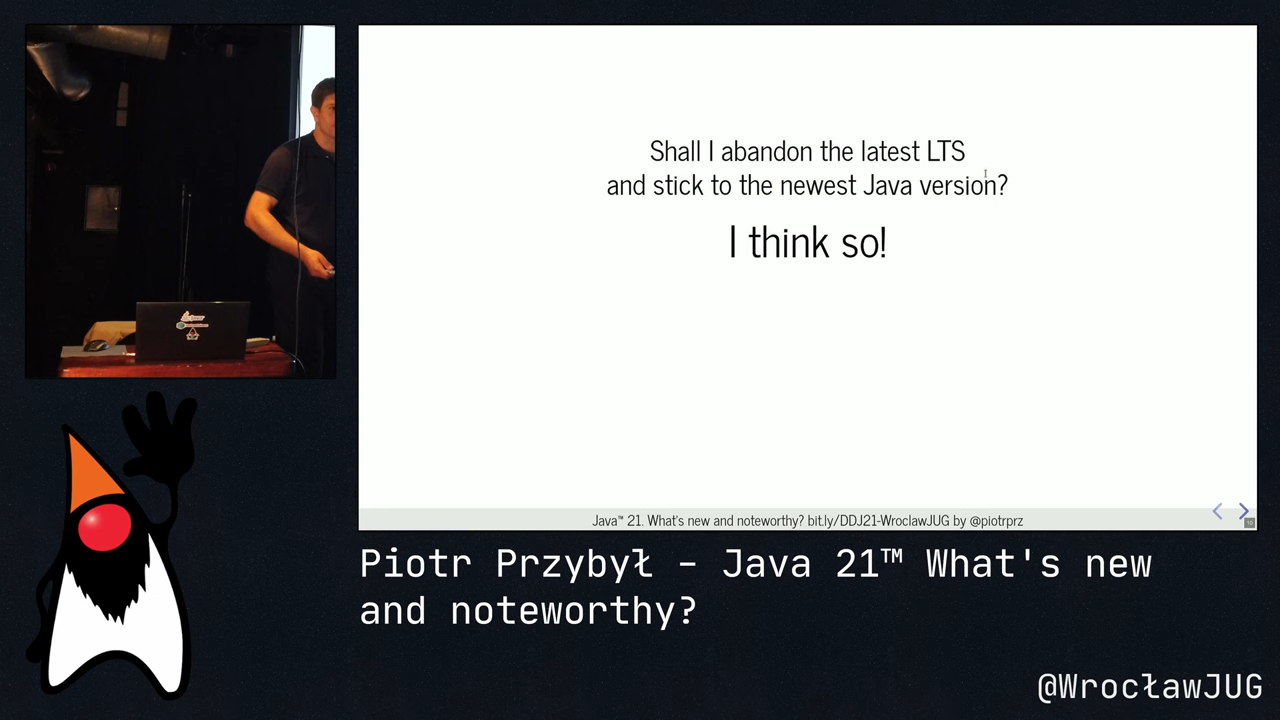 Shall I abandon the latest LTS
and stick to the newest Java version?
I think so!
Java™ 21. What's new and noteworthy? bit.ly/DDJ21-WroclawJUG by @piotrprz
10
Piotr Przybył – Java 21™ What's new
and noteworthy?
@WrocławJUG